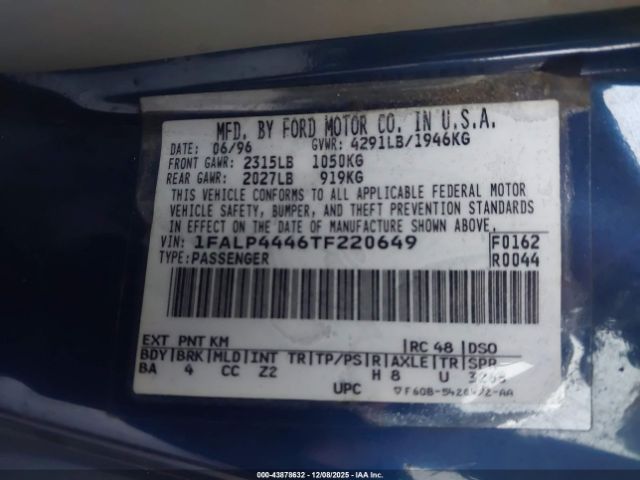 MFD. BY FORD MOTOR CO. IN U.S.A.
DATE: 06/96 GVWR: 4291LB/1946KG
FRONT GAWR: 2315LB 1050KG
REAR GAWR: 2027LB 919KG
THIS VEHICLE CONFORMS TO ALL APPLICABLE FEDERAL MOTOR
VEHICLE SAFETY, BUMPER, AND THEFT PREVENTION STANDARDS
IN EFFECT ON THE DATE OF MANUFACTURE SHOWN ABOVE.
VIN: 1FALP4446TF220649 F0162
TYPE: PASSENGER R0044
EXT PNT KM RC 48 DSO
BDY BRK MLD INT TR TP/PS R AXLE TR SPR
BA 4 CC Z2 H 8 U
UPC
000-43878632 - 12/08/2025 - IAA Inc.